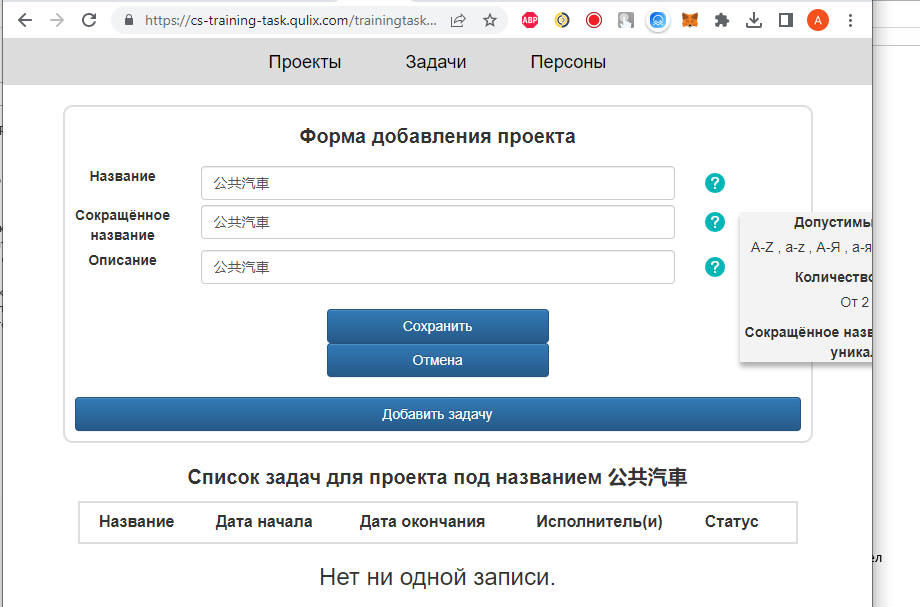 https://cs-training-task.qulix.com/trainingtask...
ABP
A
Проекты Задачи Персоны
Форма добавления проекта
Название 公共汽車 ?
Сокращённое название 公共汽車 ?
Описание 公共汽車 ?
Допустимы
A-Z , a-z , А-Я , а-я
Количество
От 2
Сокращённое назв
уника
Сохранить
Отмена
Добавить задачу
Список задач для проекта под названием 公共汽車
Название Дата начала Дата окончания Исполнитель(и) Статус
Нет ни одной записи.
ел